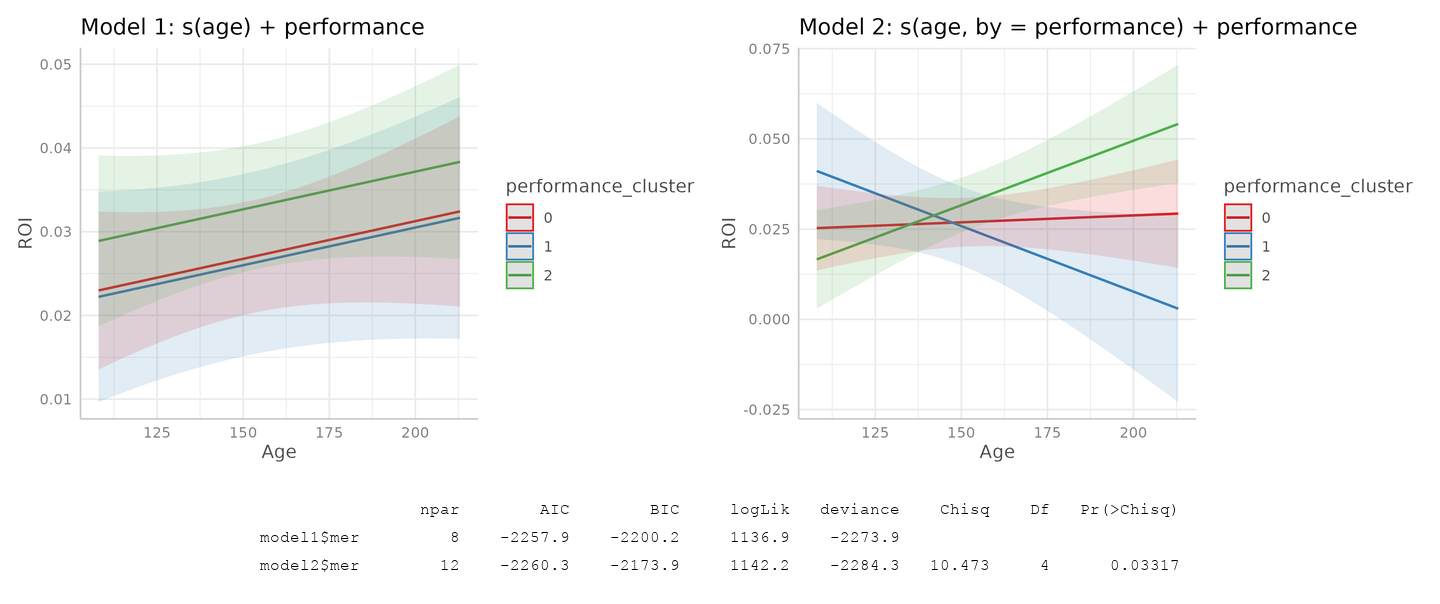 Model 1: s(age) + performance
0.05
0.04
0.03
0.02
0.01
ROI
125 150 175 200
Age
performance_cluster
0
1
2
Model 2: s(age, by = performance) + performance
0.075
0.050
0.025
0.000
-0.025
ROI
125 150 175 200
Age
performance_cluster
0
1
2
npar AIC BIC logLik deviance Chisq Df Pr(>Chisq)
model1$mer 8 -2257.9 -2200.2 1136.9 -2273.9
model2$mer 12 -2260.3 -2173.9 1142.2 -2284.3 10.473 4 0.03317